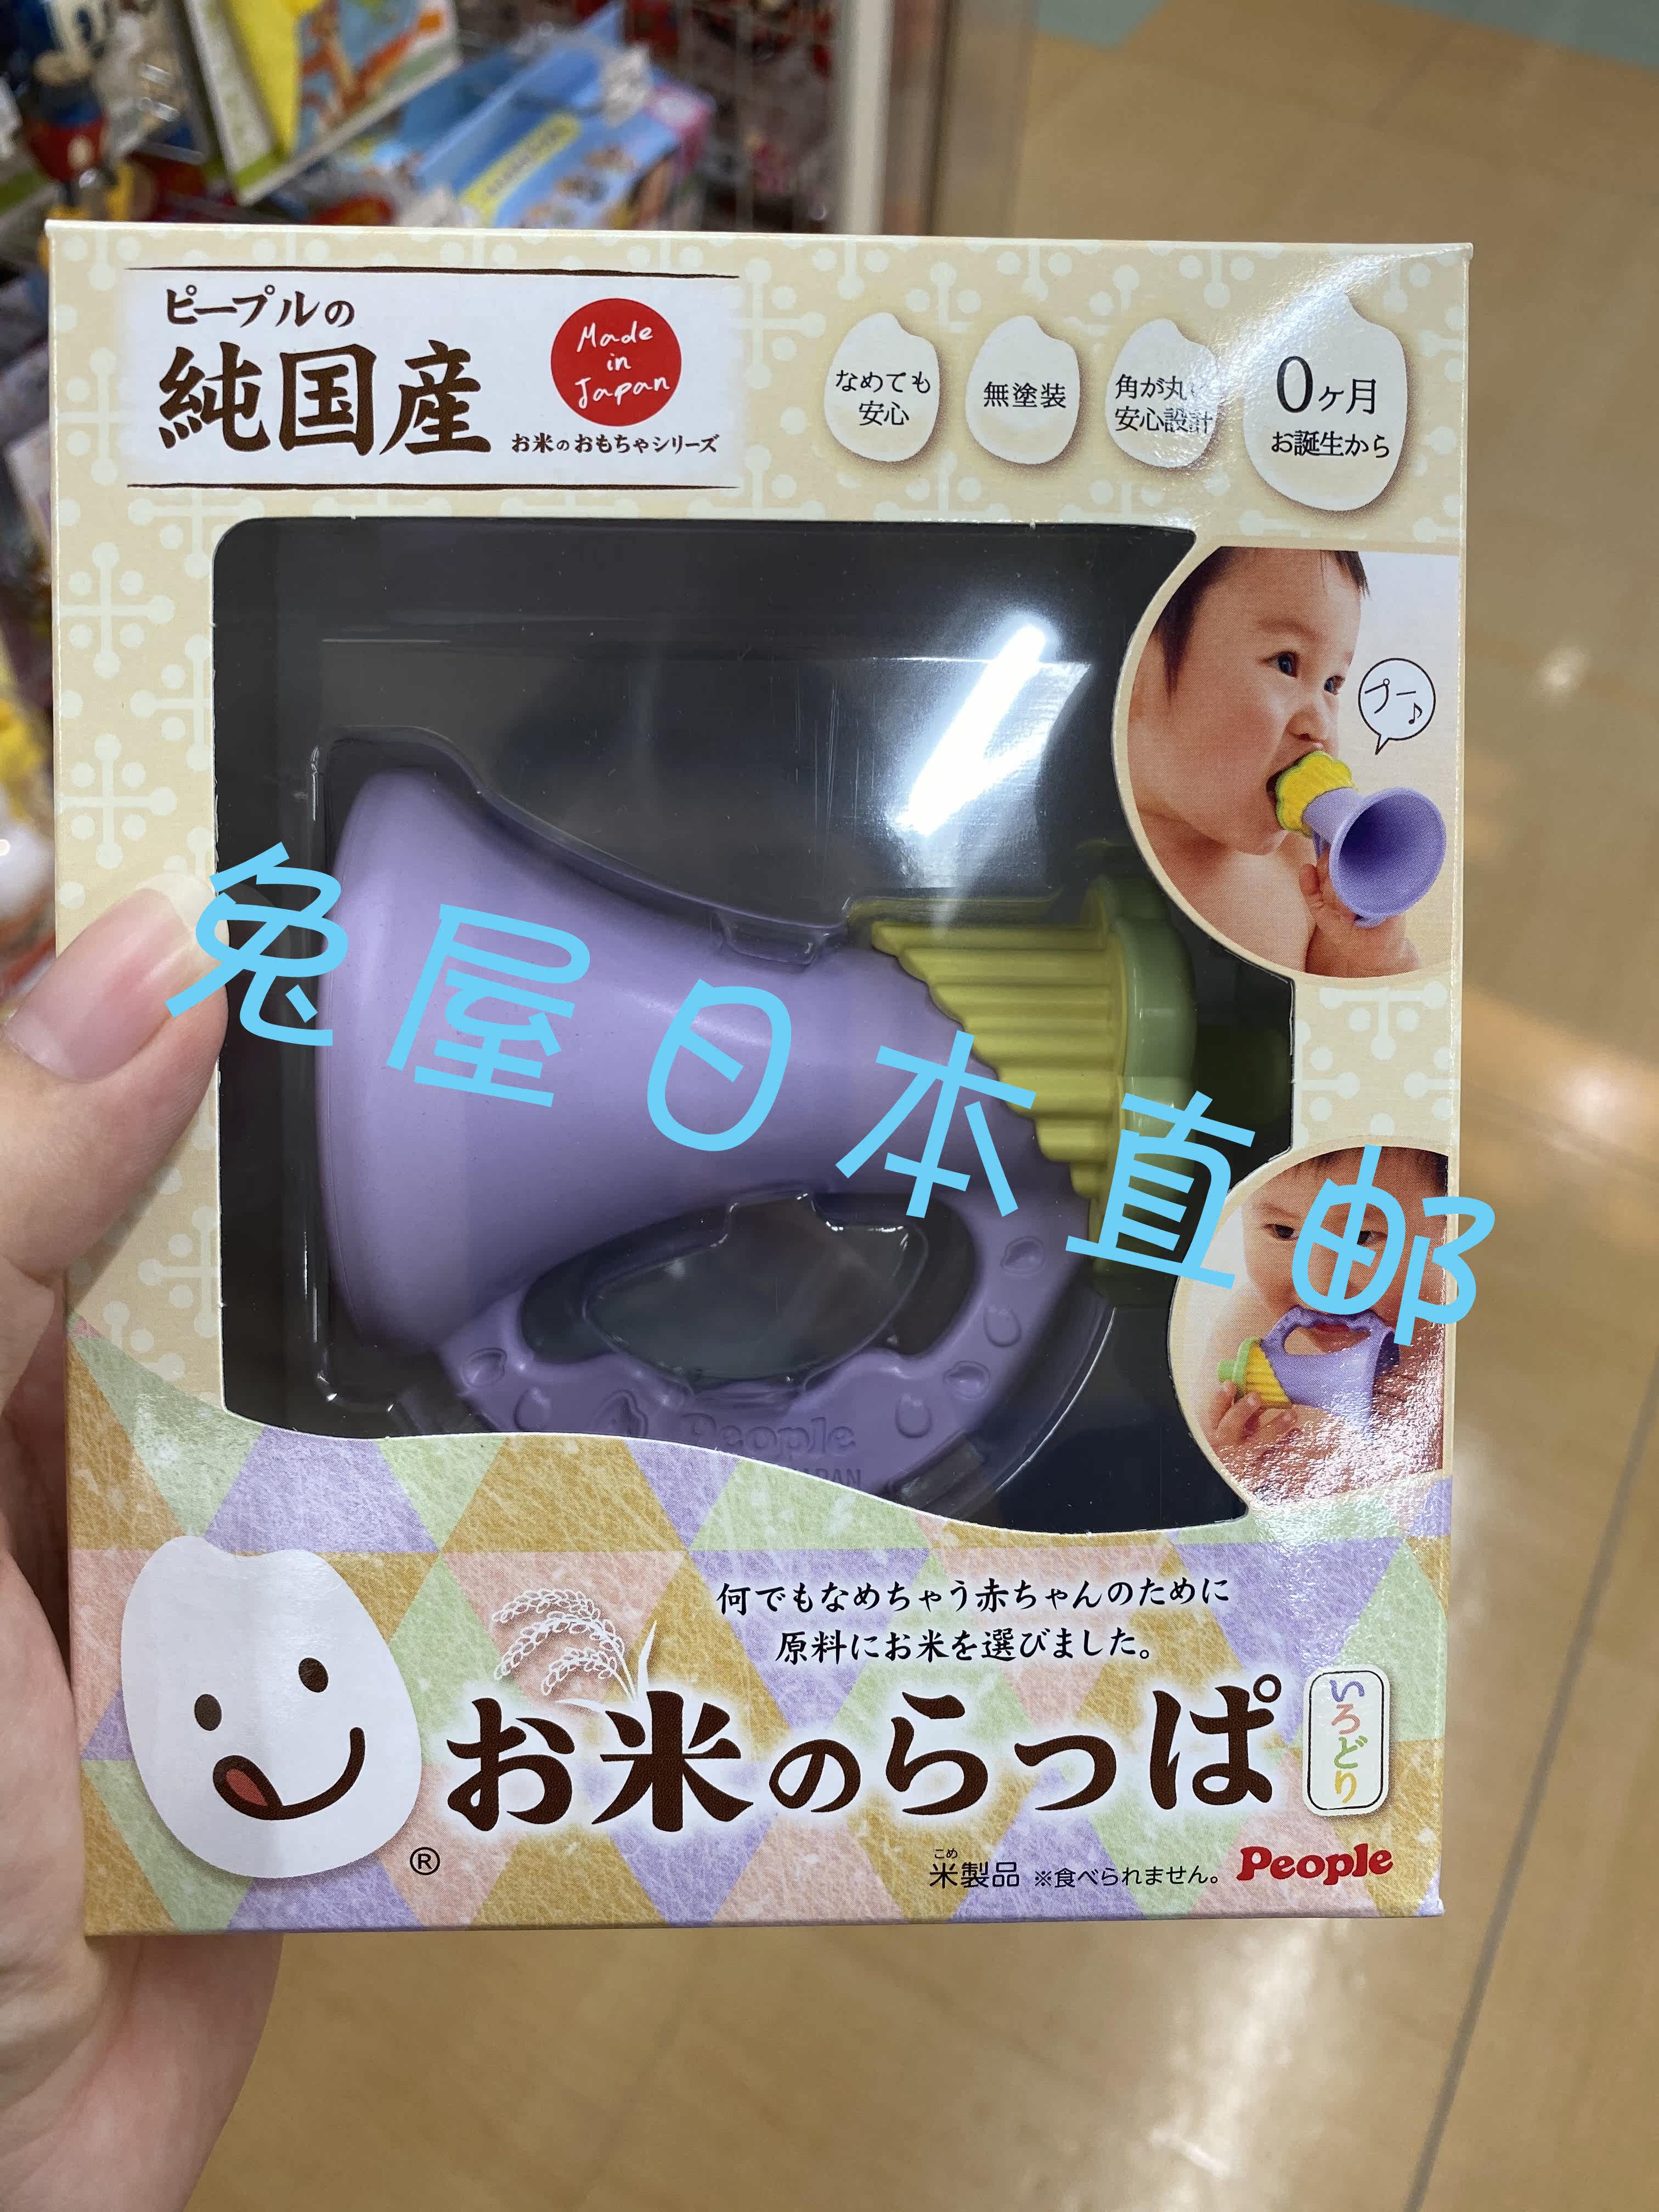 ピープルの
純国産
Made
in
Japan
お米のおもちゃシリーズ
なめても
安心
無塗装
角が丸い
安心設計
0ヶ月
お誕生から
プー♪
兔屋日本直邮
People
JAPAN
何でもなめちゃう赤ちゃんのために
原料にお米を選びました。
お米のらっぱ
いろどり
®
こめ
米製品 ※食べられません。
People